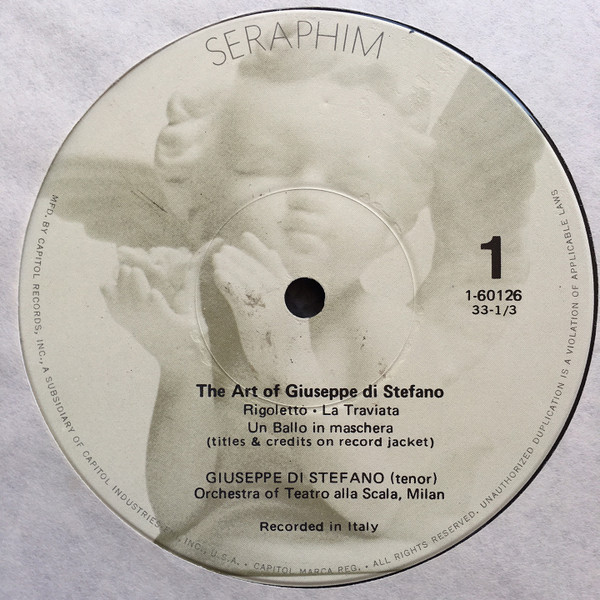 SERAPHIM
1
1-60126
33-1/3
The Art of Giuseppe di Stefano
Rigoletto • La Traviata
Un Ballo in maschera
(titles & credits on record jacket)
GIUSEPPE DI STEFANO (tenor)
Orchestra of Teatro alla Scala, Milan
Recorded in Italy
MFD. BY CAPITOL RECORDS, INC., A SUBSIDIARY OF CAPITOL INDUSTRIES INC., U.S.A. • CAPITOL MARCA REG. • ALL RIGHTS RESERVED. UNAUTHORIZED DUPLICATION IS A VIOLATION OF APPLICABLE LAWS